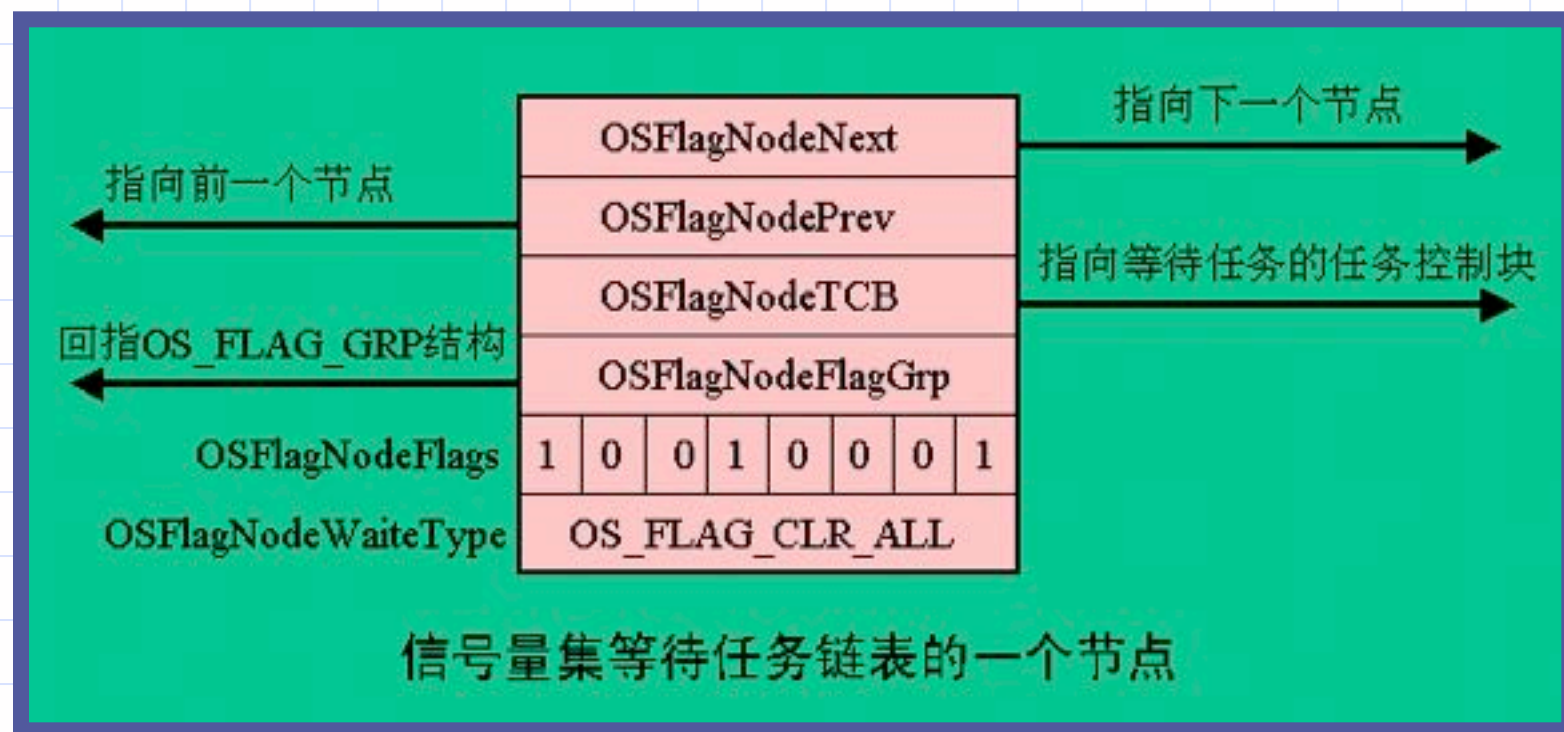 OSFlagNodeNext
指向下一个节点
指向前一个节点
OSFlagNodePrev
指向等待任务的任务控制块
OSFlagNodeTCB
回指OS_FLAG_GRP结构
OSFlagNodeFlagGrp
OSFlagNodeFlags 1 0 0 1 0 0 0 1
OSFlagNodeWaiteType OS_FLAG_CLR_ALL
信号量集等待任务链表的一个节点